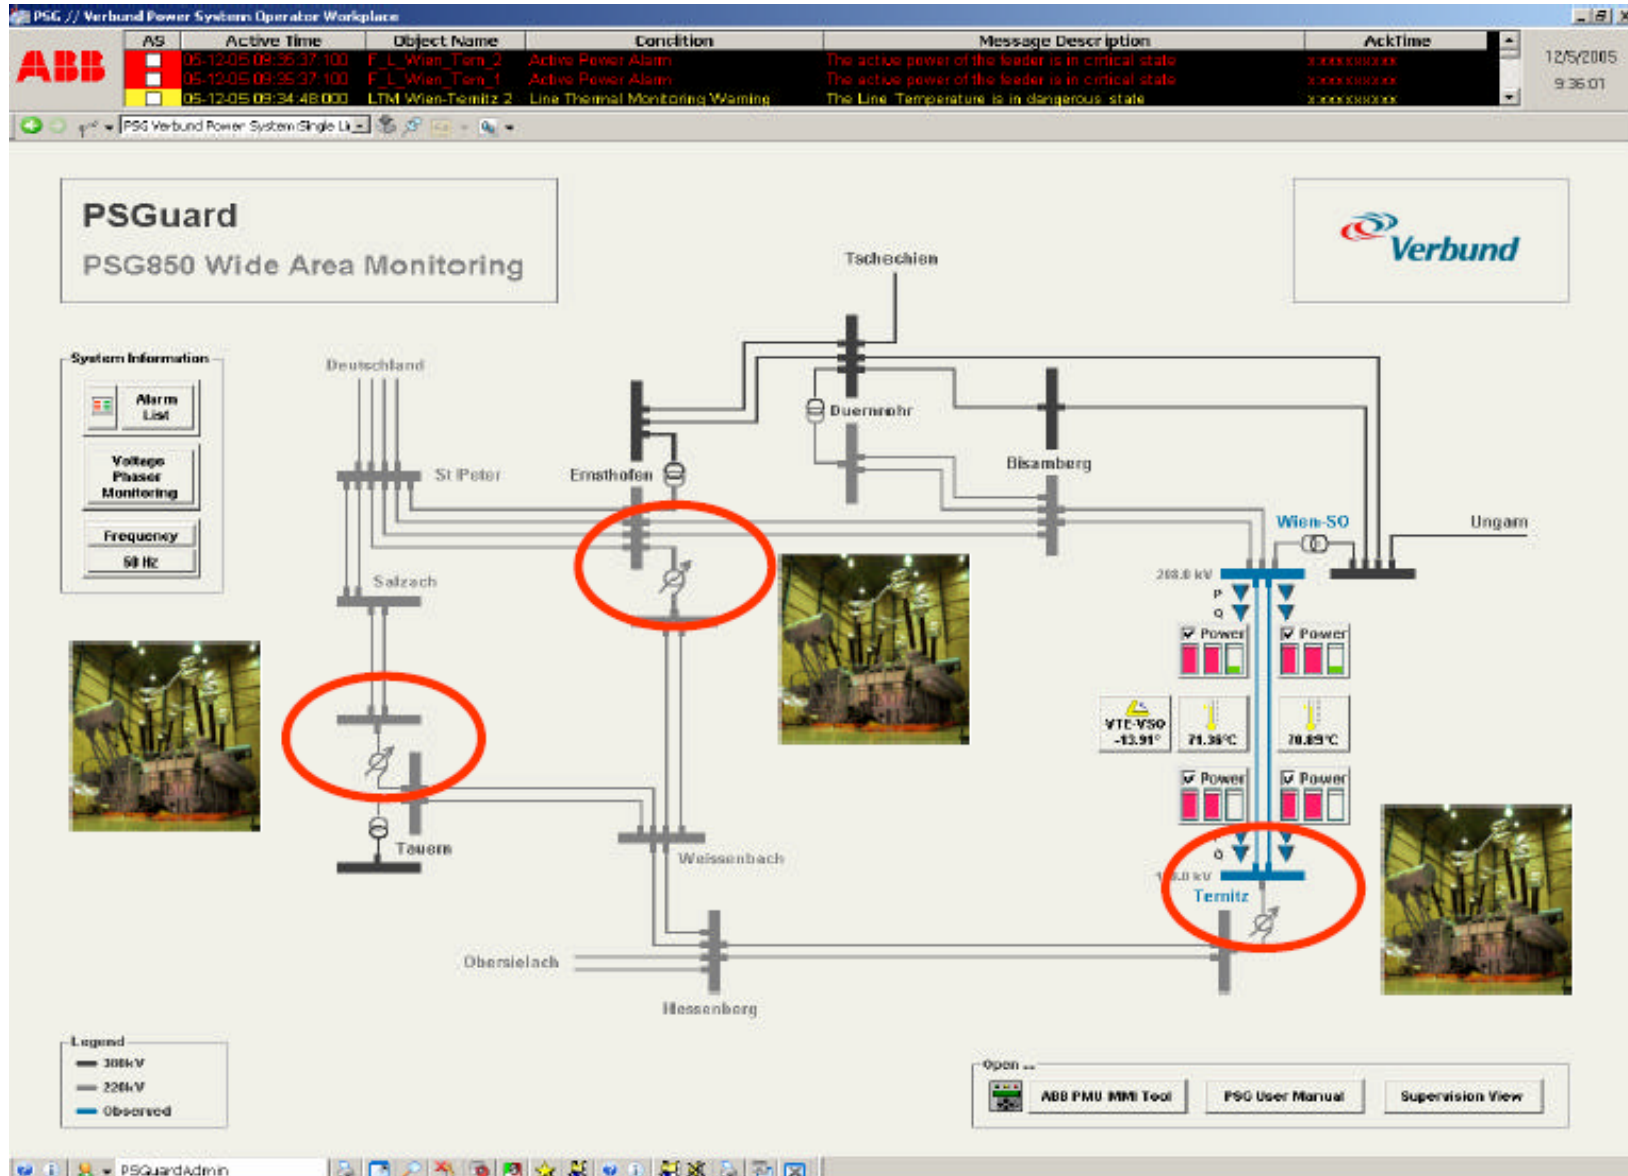 PSG // Verbund Power System Operator Workplace
AS Active Time Object Name Condition Message Description AckTime
ABB
05-12-05 09:35:37:100 F_L_Wien_Tern_2 Active Power Alarm The active power of the feeder is in critical state
05-12-05 09:35:37:100 F_L_Wien_Tern_1 Active Power Alarm The active power of the feeder is in critical state
05-12-05 09:34:48:000 LTM Wien-Ternitz 2 Line Thermal Monitoring Warning The Line Temperature is in dangerous state
12/5/2005
9:36:01
PSG Verbund Power System Single Li
PSGuard
PSG850 Wide Area Monitoring
Verbund
Tschechien
System Information
Alarm
List
Voltage
Phasor
Monitoring
Frequency
50 Hz
Deutschland
Duernrohr
St Peter
Ernsthofen
Bisamberg
Wien-SO
Ungarn
Salzach
P
Q
Power
Power
VTE-VSO
-13.91°
71.36°C
70.89°C
Power
Power
Q
Tauern
Weissenbach
Ternitz
Obersielach
Hessenberg
Legend
380kV
220kV
Observed
Open ...
ABB PMU MMI Tool
PSG User Manual
Supervision View
PSGuardAdmin